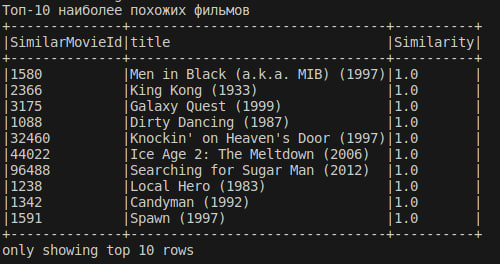 Топ-10 наиболее похожих фильмов
+--------------+---------------------------------+----------+
|SimilarMovieId|title                            |Similarity|
+--------------+---------------------------------+----------+
|1580          |Men in Black (a.k.a. MIB) (1997)|1.0       |
|2366          |King Kong (1933)                 |1.0       |
|3175          |Galaxy Quest (1999)              |1.0       |
|1088          |Dirty Dancing (1987)             |1.0       |
|32460         |Knockin' on Heaven's Door (1997)|1.0       |
|44022         |Ice Age 2: The Meltdown (2006)   |1.0       |
|96488         |Searching for Sugar Man (2012)   |1.0       |
|1238          |Local Hero (1983)                |1.0       |
|1342          |Candyman (1992)                  |1.0       |
|1591          |Spawn (1997)                     |1.0       |
+--------------+---------------------------------+----------+
only showing top 10 rows